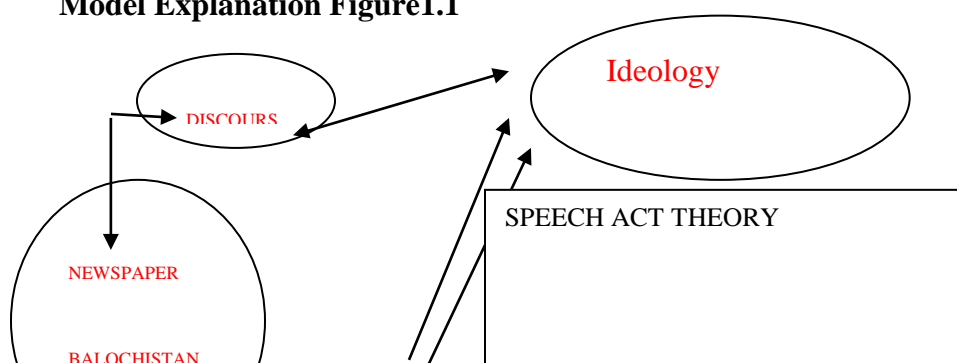 Model Explanation Figure1.1
Ideology
DISCOURS
SPEECH ACT THEORY
NEWSPAPER
BALOCHISTAN